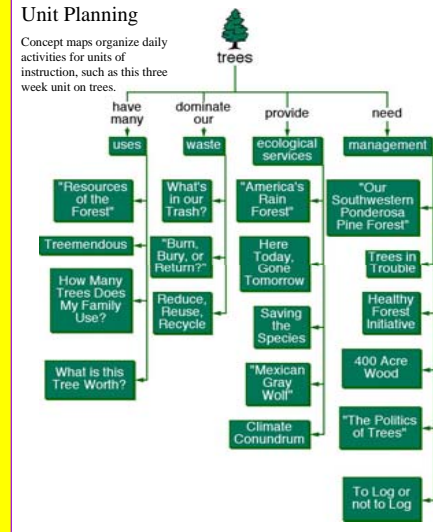 Unit Planning
Concept maps organize daily
activities for units of
instruction, such as this three
week unit on trees.
trees
have
many
dominate
our
provide
need
uses
waste
ecological
services
management
"Resources
of the
Forest"
Treemendous
How Many
Trees Does
My Family
Use?
What is this
Tree Worth?
What's
in our
Trash?
"Burn,
Bury, or
Return?"
Reduce,
Reuse,
Recycle
"America's
Rain
Forest"
Here
Today,
Gone
Tomorrow
Saving
the
Species
"Mexican
Gray
Wolf"
Climate
Conundrum
"Our
Southwestern
Ponderosa
Pine Forest"
Trees in
Trouble
Healthy
Forest
Initiative
400 Acre
Wood
"The Politics
of Trees"
To Log or
not to Log